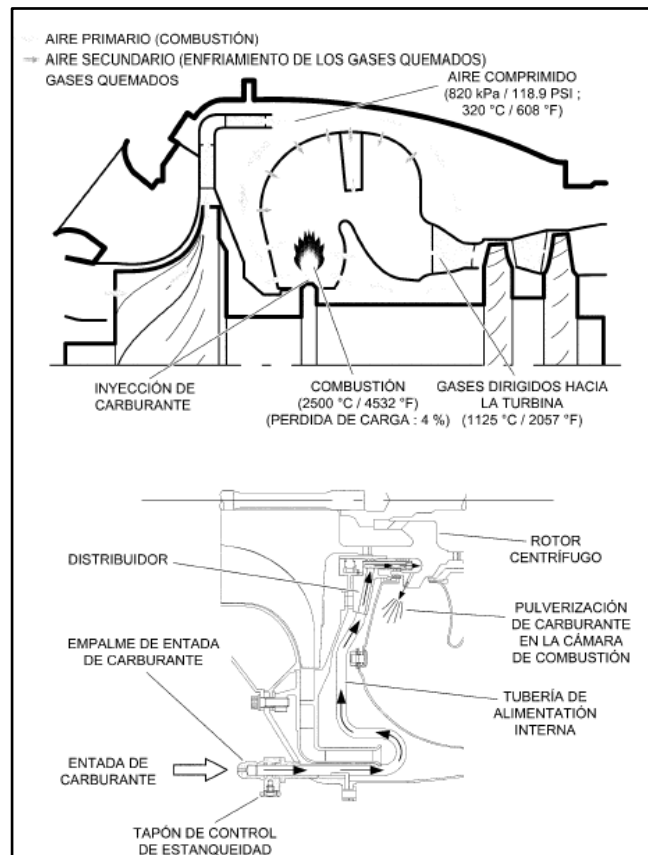 AIRE PRIMARIO (COMBUSTIÓN)
AIRE SECUNDARIO (ENFRIAMIENTO DE LOS GASES QUEMADOS)
GASES QUEMADOS
AIRE COMPRIMIDO
(820 kPa / 118.9 PSI ;
320 °C / 608 °F)
INYECCIÓN DE
CARBURANTE
COMBUSTIÓN
(2500 °C / 4532 °F)
(PERDIDA DE CARGA : 4 %)
GASES DIRIGIDOS HACIA
LA TURBINA
(1125 °C / 2057 °F)
DISTRIBUIDOR
ROTOR
CENTRÍFUGO
EMPALME DE ENTADA
DE CARBURANTE
PULVERIZACIÓN
DE CARBURANTE
EN LA CÁMARA
DE COMBUSTIÓN
TUBERÍA DE
ALIMENTACIÓN
INTERNA
ENTADA DE
CARBURANTE
TAPÓN DE CONTROL
DE ESTANQUEIDAD